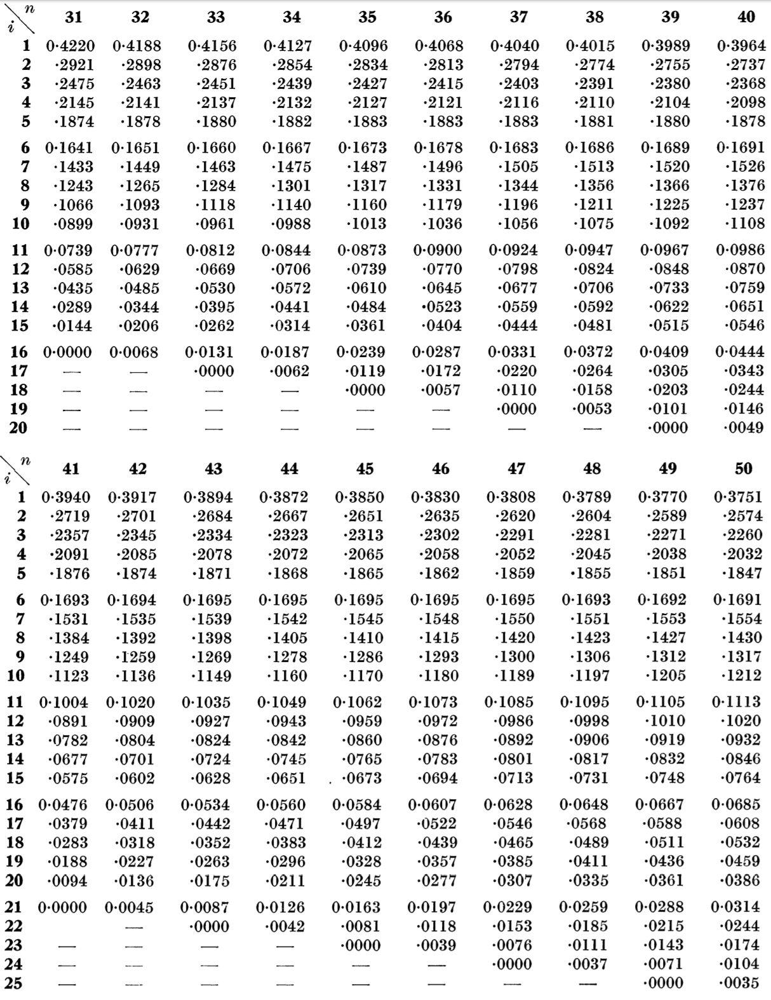 n
i 31 32 33 34 35 36 37 38 39 40
1 0·4220 0·4188 0·4156 0·4127 0·4096 0·4068 0·4040 0·4015 0·3989 0·3964
2 ·2921 ·2898 ·2876 ·2854 ·2834 ·2813 ·2794 ·2774 ·2755 ·2737
3 ·2475 ·2463 ·2451 ·2439 ·2427 ·2415 ·2403 ·2391 ·2380 ·2368
4 ·2145 ·2141 ·2137 ·2132 ·2127 ·2121 ·2116 ·2110 ·2104 ·2098
5 ·1874 ·1878 ·1880 ·1882 ·1883 ·1883 ·1883 ·1881 ·1880 ·1878
6 0·1641 0·1651 0·1660 0·1667 0·1673 0·1678 0·1683 0·1686 0·1689 0·1691
7 ·1433 ·1449 ·1463 ·1475 ·1487 ·1496 ·1505 ·1513 ·1520 ·1526
8 ·1243 ·1265 ·1284 ·1301 ·1317 ·1331 ·1344 ·1356 ·1366 ·1376
9 ·1066 ·1093 ·1118 ·1140 ·1160 ·1179 ·1196 ·1211 ·1225 ·1237
10 ·0899 ·0931 ·0961 ·0988 ·1013 ·1036 ·1056 ·1075 ·1092 ·1108
11 0·0739 0·0777 0·0812 0·0844 0·0873 0·0900 0·0924 0·0947 0·0967 0·0986
12 ·0585 ·0629 ·0669 ·0706 ·0739 ·0770 ·0798 ·0824 ·0848 ·0870
13 ·0435 ·0485 ·0530 ·0572 ·0610 ·0645 ·0677 ·0706 ·0733 ·0759
14 ·0289 ·0344 ·0395 ·0441 ·0484 ·0523 ·0559 ·0592 ·0622 ·0651
15 ·0144 ·0206 ·0262 ·0314 ·0361 ·0404 ·0444 ·0481 ·0515 ·0546
16 0·0000 0·0068 0·0131 0·0187 0·0239 0·0287 0·0331 0·0372 0·0409 0·0444
17 — — ·0000 ·0062 ·0119 ·0172 ·0220 ·0264 ·0305 ·0343
18 — — — — ·0000 ·0057 ·0110 ·0158 ·0203 ·0244
19 — — — — — — ·0000 ·0053 ·0101 ·0146
20 — — — — — — — — ·0000 ·0049
n
i 41 42 43 44 45 46 47 48 49 50
1 0·3940 0·3917 0·3894 0·3872 0·3850 0·3830 0·3808 0·3789 0·3770 0·3751
2 ·2719 ·2701 ·2684 ·2667 ·2651 ·2635 ·2620 ·2604 ·2589 ·2574
3 ·2357 ·2345 ·2334 ·2323 ·2313 ·2302 ·2291 ·2281 ·2271 ·2260
4 ·2091 ·2085 ·2078 ·2072 ·2065 ·2058 ·2052 ·2045 ·2038 ·2032
5 ·1876 ·1874 ·1871 ·1868 ·1865 ·1862 ·1859 ·1855 ·1851 ·1847
6 0·1693 0·1694 0·1695 0·1695 0·1695 0·1695 0·1695 0·1693 0·1692 0·1691
7 ·1531 ·1535 ·1539 ·1542 ·1545 ·1548 ·1550 ·1551 ·1553 ·1554
8 ·1384 ·1392 ·1398 ·1405 ·1410 ·1415 ·1420 ·1423 ·1427 ·1430
9 ·1249 ·1259 ·1269 ·1278 ·1286 ·1293 ·1300 ·1306 ·1312 ·1317
10 ·1123 ·1136 ·1149 ·1160 ·1170 ·1180 ·1189 ·1197 ·1205 ·1212
11 0·1004 0·1020 0·1035 0·1049 0·1062 0·1073 0·1085 0·1095 0·1105 0·1113
12 ·0891 ·0909 ·0927 ·0943 ·0959 ·0972 ·0986 ·0998 ·1010 ·1020
13 ·0782 ·0804 ·0824 ·0842 ·0860 ·0876 ·0892 ·0906 ·0919 ·0932
14 ·0677 ·0701 ·0724 ·0745 ·0765 ·0783 ·0801 ·0817 ·0832 ·0846
15 ·0575 ·0602 ·0628 ·0651 ·0673 ·0694 ·0713 ·0731 ·0748 ·0764
16 0·0476 0·0506 0·0534 0·0560 0·0584 0·0607 0·0628 0·0648 0·0667 0·0685
17 ·0379 ·0411 ·0442 ·0471 ·0497 ·0522 ·0546 ·0568 ·0588 ·0608
18 ·0283 ·0318 ·0352 ·0383 ·0412 ·0439 ·0465 ·0489 ·0511 ·0532
19 ·0188 ·0227 ·0263 ·0296 ·0328 ·0357 ·0385 ·0411 ·0436 ·0459
20 ·0094 ·0136 ·0175 ·0211 ·0245 ·0277 ·0307 ·0335 ·0361 ·0386
21 0·0000 0·0045 0·0087 0·0126 0·0163 0·0197 0·0229 0·0259 0·0288 0·0314
22 — ·0000 ·0042 ·0081 ·0118 ·0153 ·0185 ·0215 ·0244
23 — — — — ·0000 ·0039 ·0076 ·0111 ·0143 ·0174
24 — — — — — — ·0000 ·0037 ·0071 ·0104
25 — — — — — — — — ·0000 ·0035